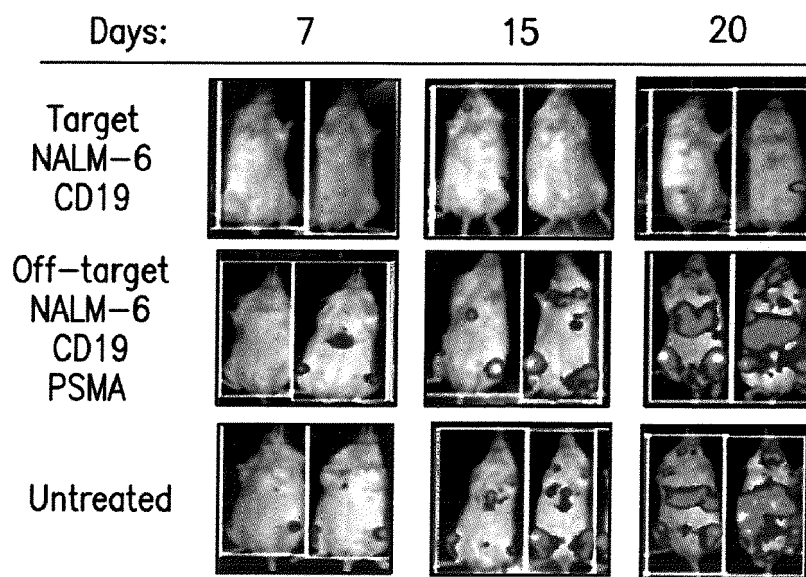 Days: 7 15 20
Target
NALM-6
CD19
Off-target
NALM-6
CD19
PSMA
Untreated